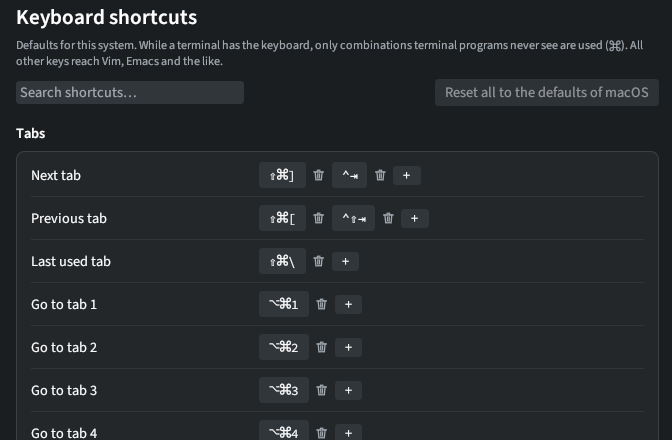 Keyboard shortcuts
Defaults for this system. While a terminal has the keyboard, only combinations terminal programs never see are used (⌘). All
other keys reach Vim, Emacs and the like.
Search shortcuts…
Reset all to the defaults of macOS
Tabs
Next tab ⇧⌘] ^⇥ +
Previous tab ⇧⌘[ ^⇧⇥ +
Last used tab ⇧⌘\ +
Go to tab 1 ⌥⌘1 +
Go to tab 2 ⌥⌘2 +
Go to tab 3 ⌥⌘3 +
Go to tab 4 ⌥⌘4 +